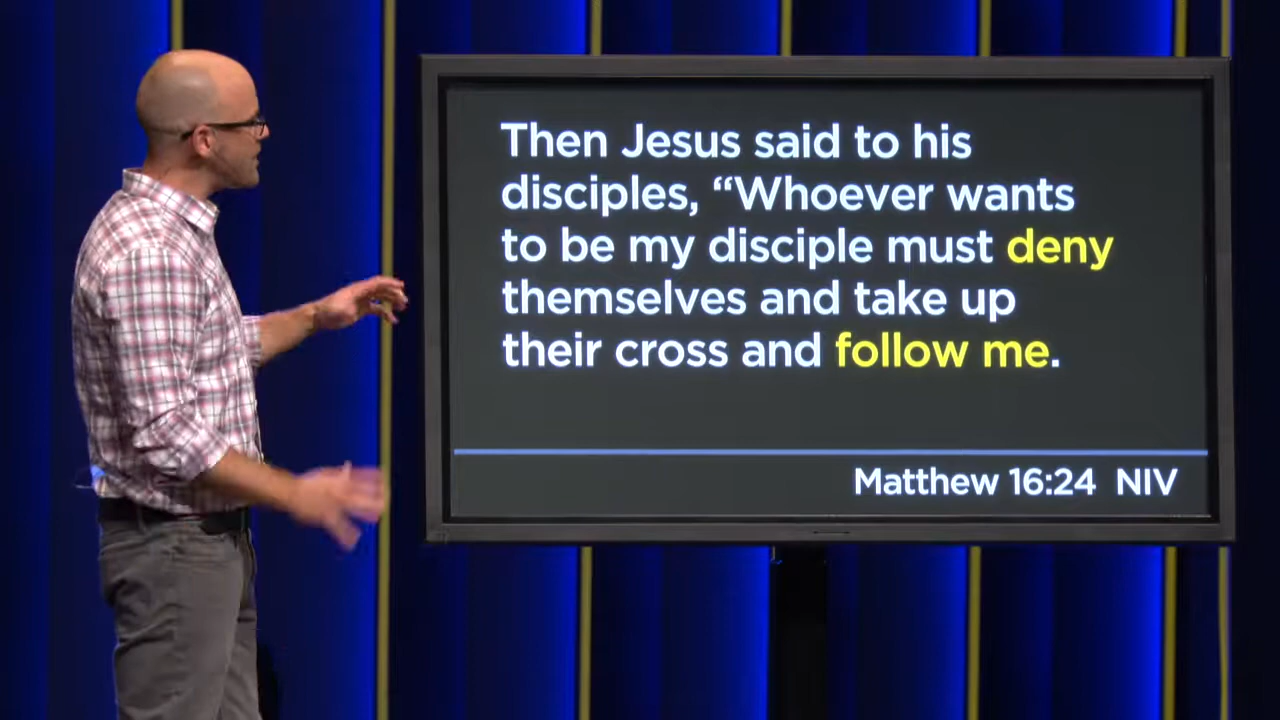 Then Jesus said to his
disciples, “Whoever wants
to be my disciple must deny
themselves and take up
their cross and follow me.
Matthew 16:24 NIV